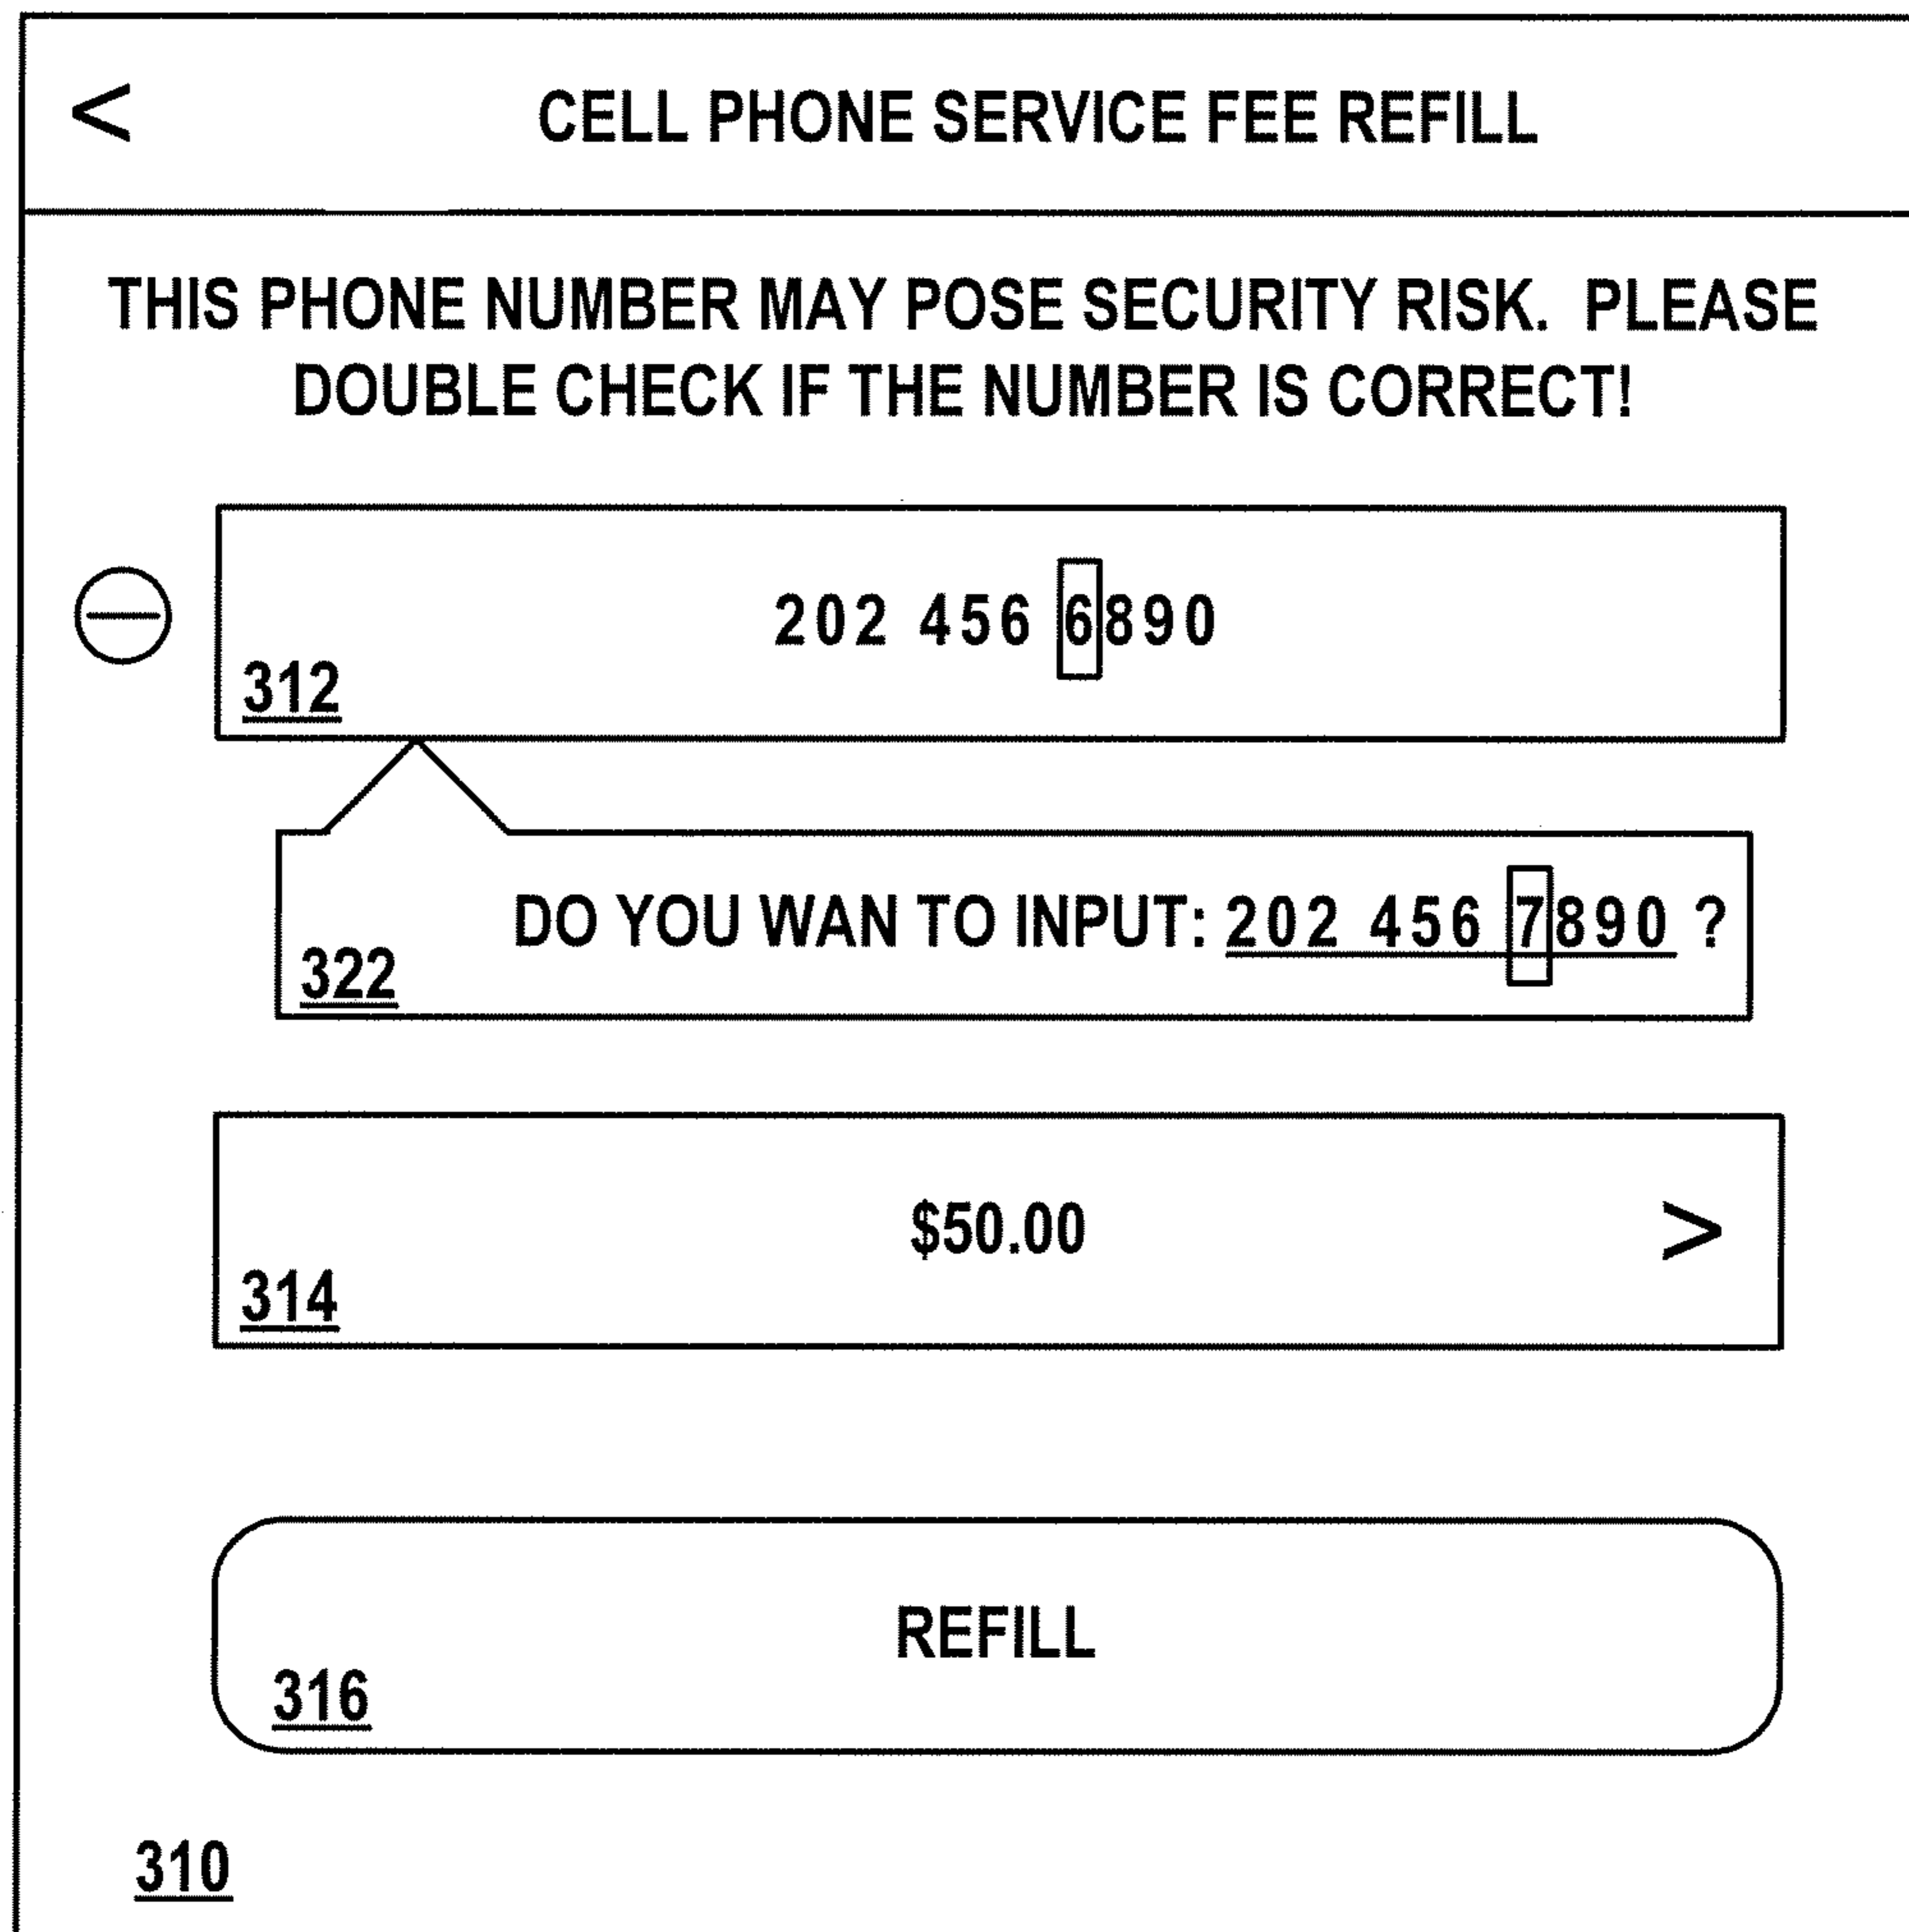 < CELL PHONE SERVICE FEE REFILL
THIS PHONE NUMBER MAY POSE SECURITY RISK. PLEASE
DOUBLE CHECK IF THE NUMBER IS CORRECT!
202 456 6890
312
DO YOU WAN TO INPUT: 202 456 7890 ?
322
$50.00 >
314
REFILL
316
310